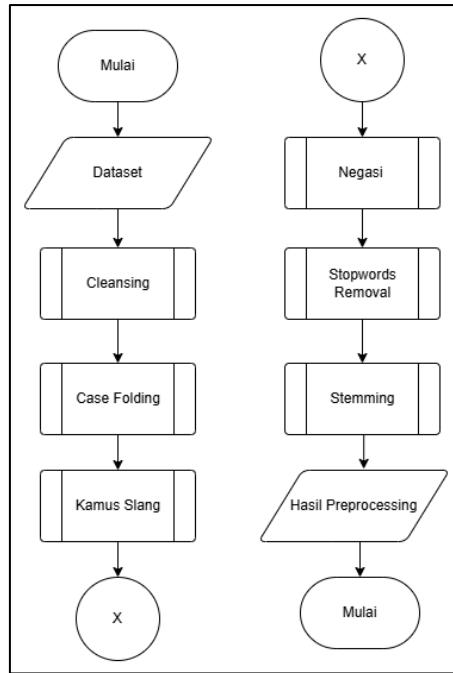 Mulai
Dataset
Cleansing
Case Folding
Kamus Slang
X
X
Negasi
Stopwords
Removal
Stemming
Hasil Preprocessing
Mulai